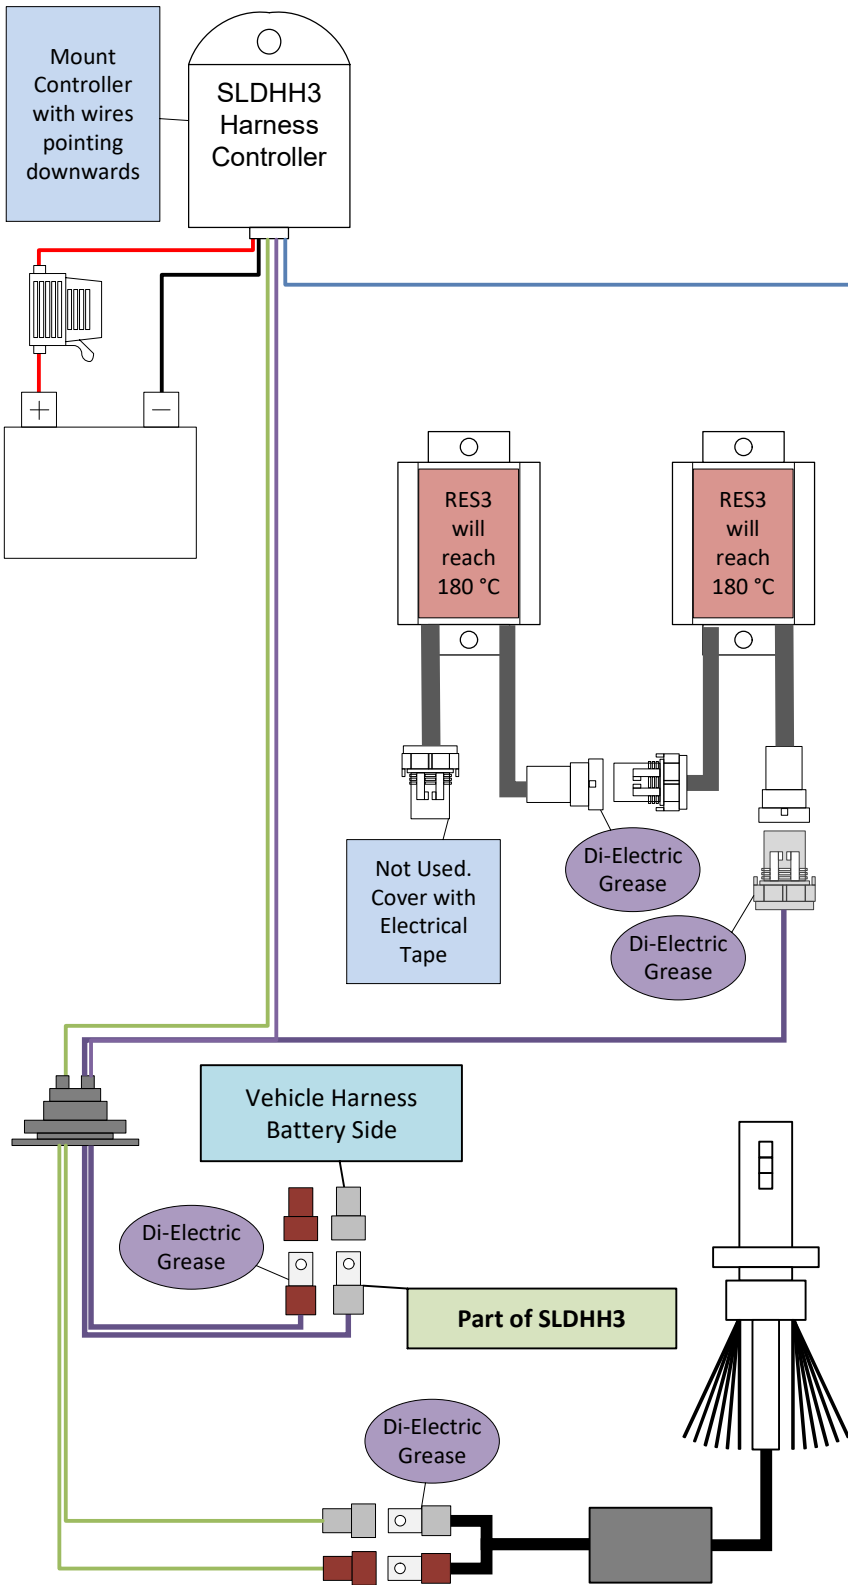 Mount
Controller
with wires
pointing
downwards
SLDHH3
Harness
Controller
+
−
RES3
will
reach
180 °C
RES3
will
reach
180 °C
Not Used.
Cover with
Electrical
Tape
Di-Electric
Grease
Di-Electric
Grease
Vehicle Harness
Battery Side
Di-Electric
Grease
Part of SLDHH3
Di-Electric
Grease